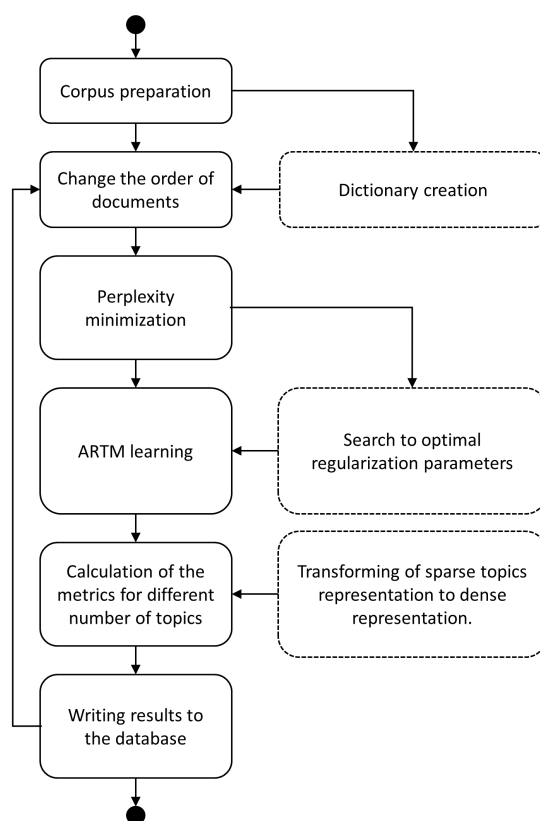 Corpus preparation
Change the order of
documents
Dictionary creation
Perplexity
minimization
ARTM learning
Search to optimal
regularization parameters
Calculation of the
metrics for different
number of topics
Transforming of sparse topics
representation to dense
representation.
Writing results to
the database